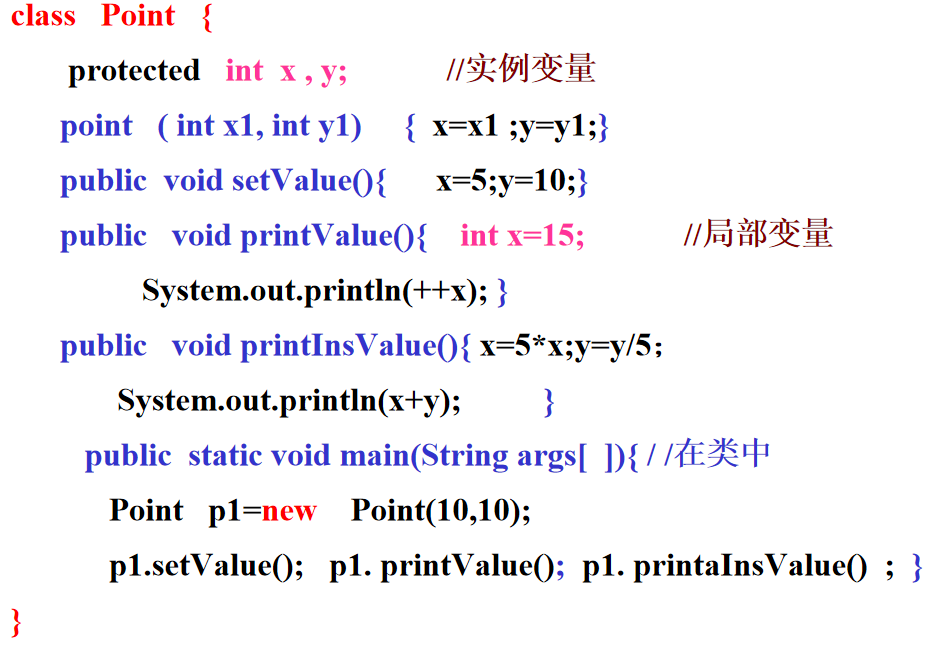 class Point {
protected int x , y; //实例变量
point ( int x1, int y1) { x=x1 ;y=y1;}
public void setValue(){ x=5;y=10;}
public void printValue(){ int x=15; //局部变量
System.out.println(++x); }
public void printInsValue(){ x=5*x;y=y/5；
System.out.println(x+y); }
public static void main(String args[ ]){ / /在类中
Point p1=new Point(10,10);
p1.setValue(); p1. printValue(); p1. printaInsValue() ; }
}